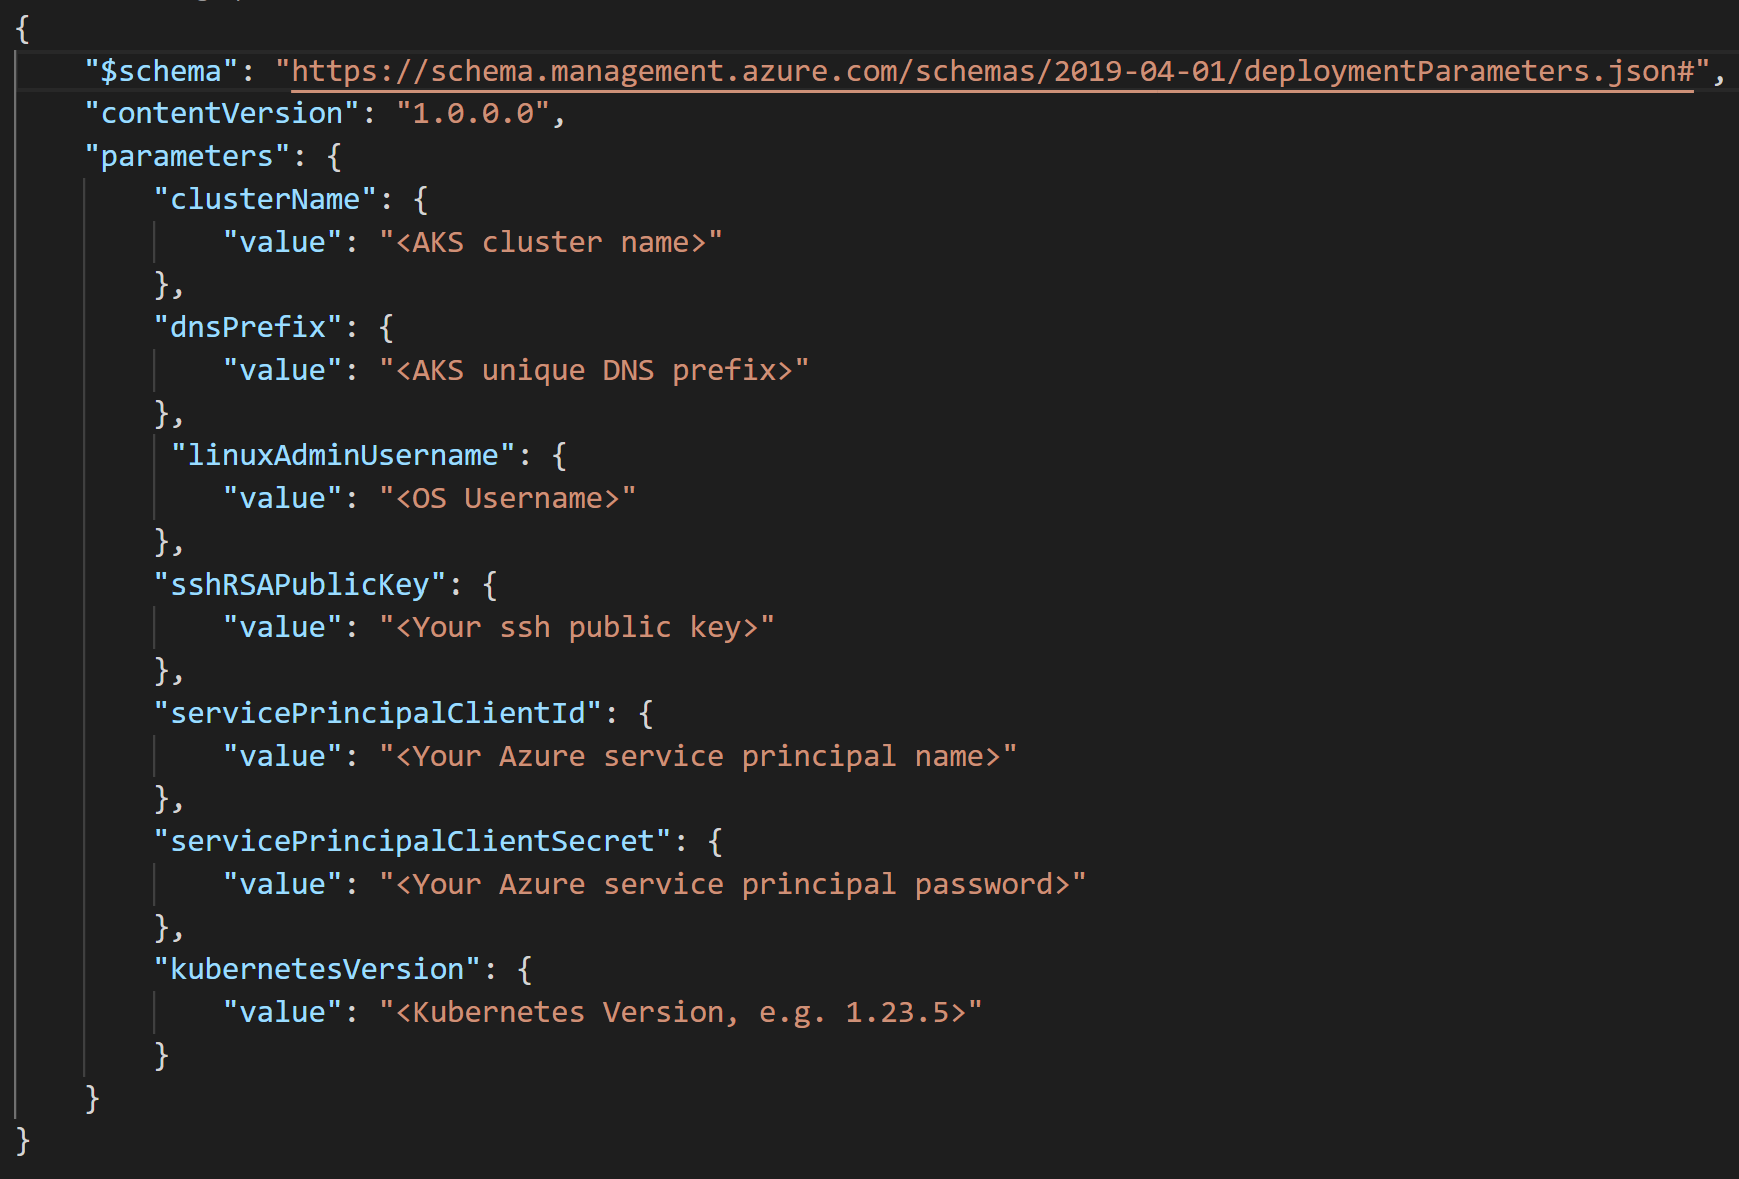 {
    "$schema": "https://schema.management.azure.com/schemas/2019-04-01/deploymentParameters.json#",
    "contentVersion": "1.0.0.0",
    "parameters": {
        "clusterName": {
            "value": "<AKS cluster name>"
        },
        "dnsPrefix": {
            "value": "<AKS unique DNS prefix>"
        },
         "linuxAdminUsername": {
            "value": "<OS Username>"
        },
        "sshRSAPublicKey": {
            "value": "<Your ssh public key>"
        },
        "servicePrincipalClientId": {
            "value": "<Your Azure service principal name>"
        },
        "servicePrincipalClientSecret": {
            "value": "<Your Azure service principal password>"
        },
        "kubernetesVersion": {
            "value": "<Kubernetes Version, e.g. 1.23.5>"
        }
    }
}